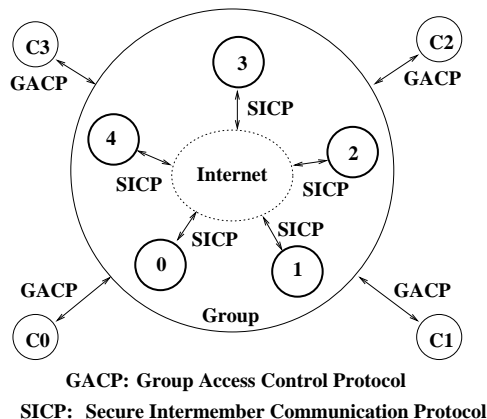 C3
C2
3
GACP
GACP
4
2
Internet
SICP
SICP
SICP
SICP
SICP
0
1
GACP
GACP
Group
C0
C1
GACP: Group Access Control Protocol
SICP: Secure Intermember Communication Protocol